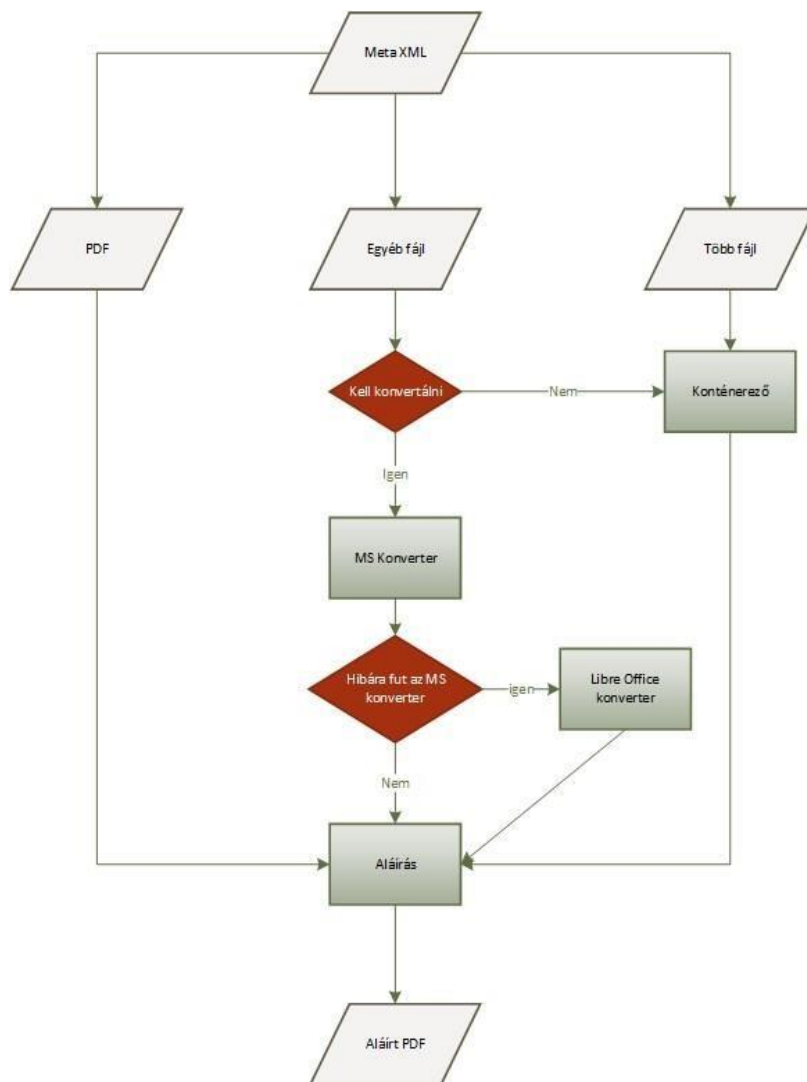 Meta XML
PDF
Egyéb fájl
Több fájl
Kell konvertálni
Nem
Konténerező
Igen
MS Konverter
Hibára fut az MS
konverter
igen
Libre Office
konverter
Nem
Aláírás
Aláírt PDF